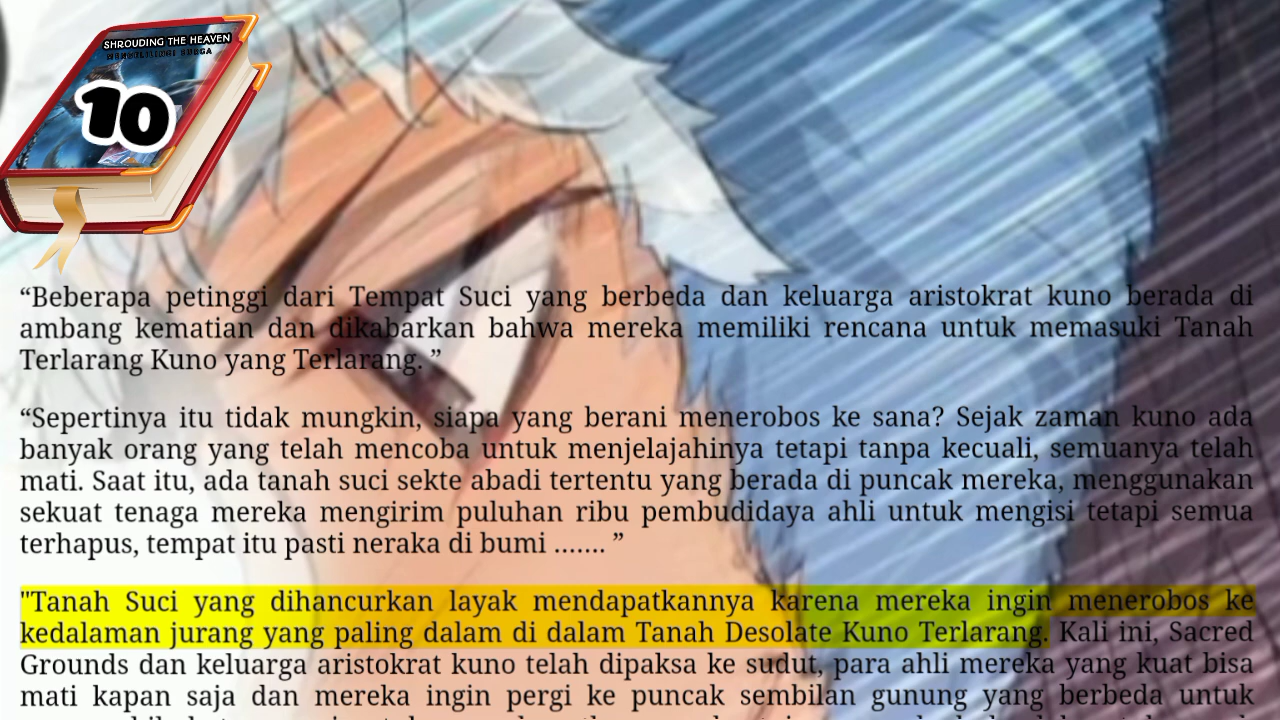 SHROUDING THE HEAVEN
10
“Beberapa petinggi dari Tempat Suci yang berbeda dan keluarga aristokrat kuno berada di
ambang kematian dan dikabarkan bahwa mereka memiliki rencana untuk memasuki Tanah
Terlarang Kuno yang Terlarang. ”
“Sepertinya itu tidak mungkin, siapa yang berani menerobos ke sana? Sejak zaman kuno ada
banyak orang yang telah mencoba untuk menjelajahinya tetapi tanpa kecuali, semuanya telah
mati. Saat itu, ada tanah suci sekte abadi tertentu yang berada di puncak mereka, menggunakan
sekuat tenaga mereka mengirim puluhan ribu pembudidaya ahli untuk mengisi tetapi semua
terhapus, tempat itu pasti neraka di bumi ……. ”
"Tanah Suci yang dihancurkan layak mendapatkannya karena mereka ingin menerobos ke
kedalaman jurang yang paling dalam di dalam Tanah Desolate Kuno Terlarang. Kali ini, Sacred
Grounds dan keluarga aristokrat kuno telah dipaksa ke sudut, para ahli mereka yang kuat bisa
mati kapan saja dan mereka ingin pergi ke puncak sembilan gunung yang berbeda untuk